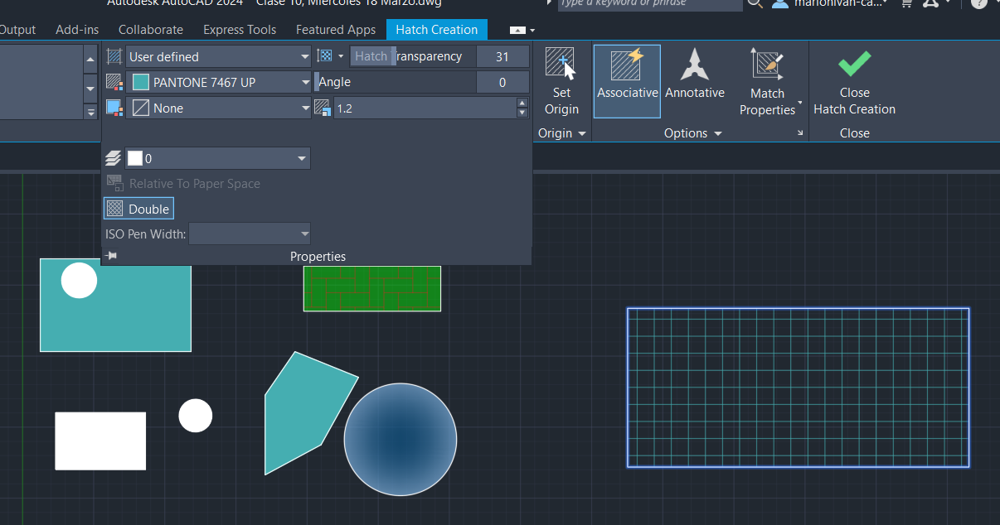 Autodesk AutoCAD 2024 Clase 10, Miercoles 18 Marzo.dwg
Type a keyword or phrase
marionivan-ca...
Output Add-ins Collaborate Express Tools Featured Apps Hatch Creation
User defined
Hatch Transparency 31
PANTONE 7467 UP
Angle 0
None
1.2
0
Relative To Paper Space
Double
ISO Pen Width:
Properties
Set
Origin
Associative
Annotative
Match
Properties
Close
Hatch Creation
Origin
Options
Close